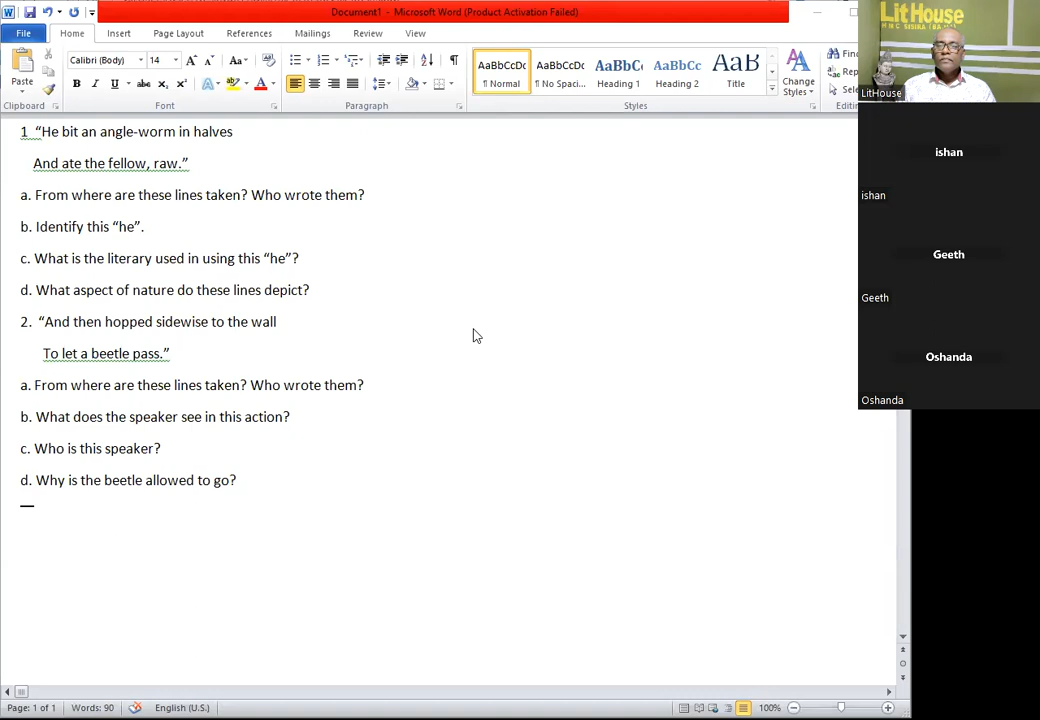 Document1 - Microsoft Word (Product Activation Failed)
File Home Insert Page Layout References Mailings Review View
Calibri (Body) 14
Paste
Clipboard Font Paragraph Styles
AaBbCcDc AaBbCcDc AaBbC AaBbCc AaB
¶ Normal ¶ No Spaci... Heading 1 Heading 2 Title
Change Styles
Fin
Rep
Sele
Editin
LitHouse
LitHouse
1 “He bit an angle-worm in halves
And ate the fellow, raw.”
a. From where are these lines taken? Who wrote them?
b. Identify this “he”.
c. What is the literary used in using this “he”?
d. What aspect of nature do these lines depict?
2. “And then hopped sidewise to the wall
To let a beetle pass.”
a. From where are these lines taken? Who wrote them?
b. What does the speaker see in this action?
c. Who is this speaker?
d. Why is the beetle allowed to go?
ishan
ishan
Geeth
Geeth
Oshanda
Oshanda
Page: 1 of 1 Words: 90 English (U.S.) 100%